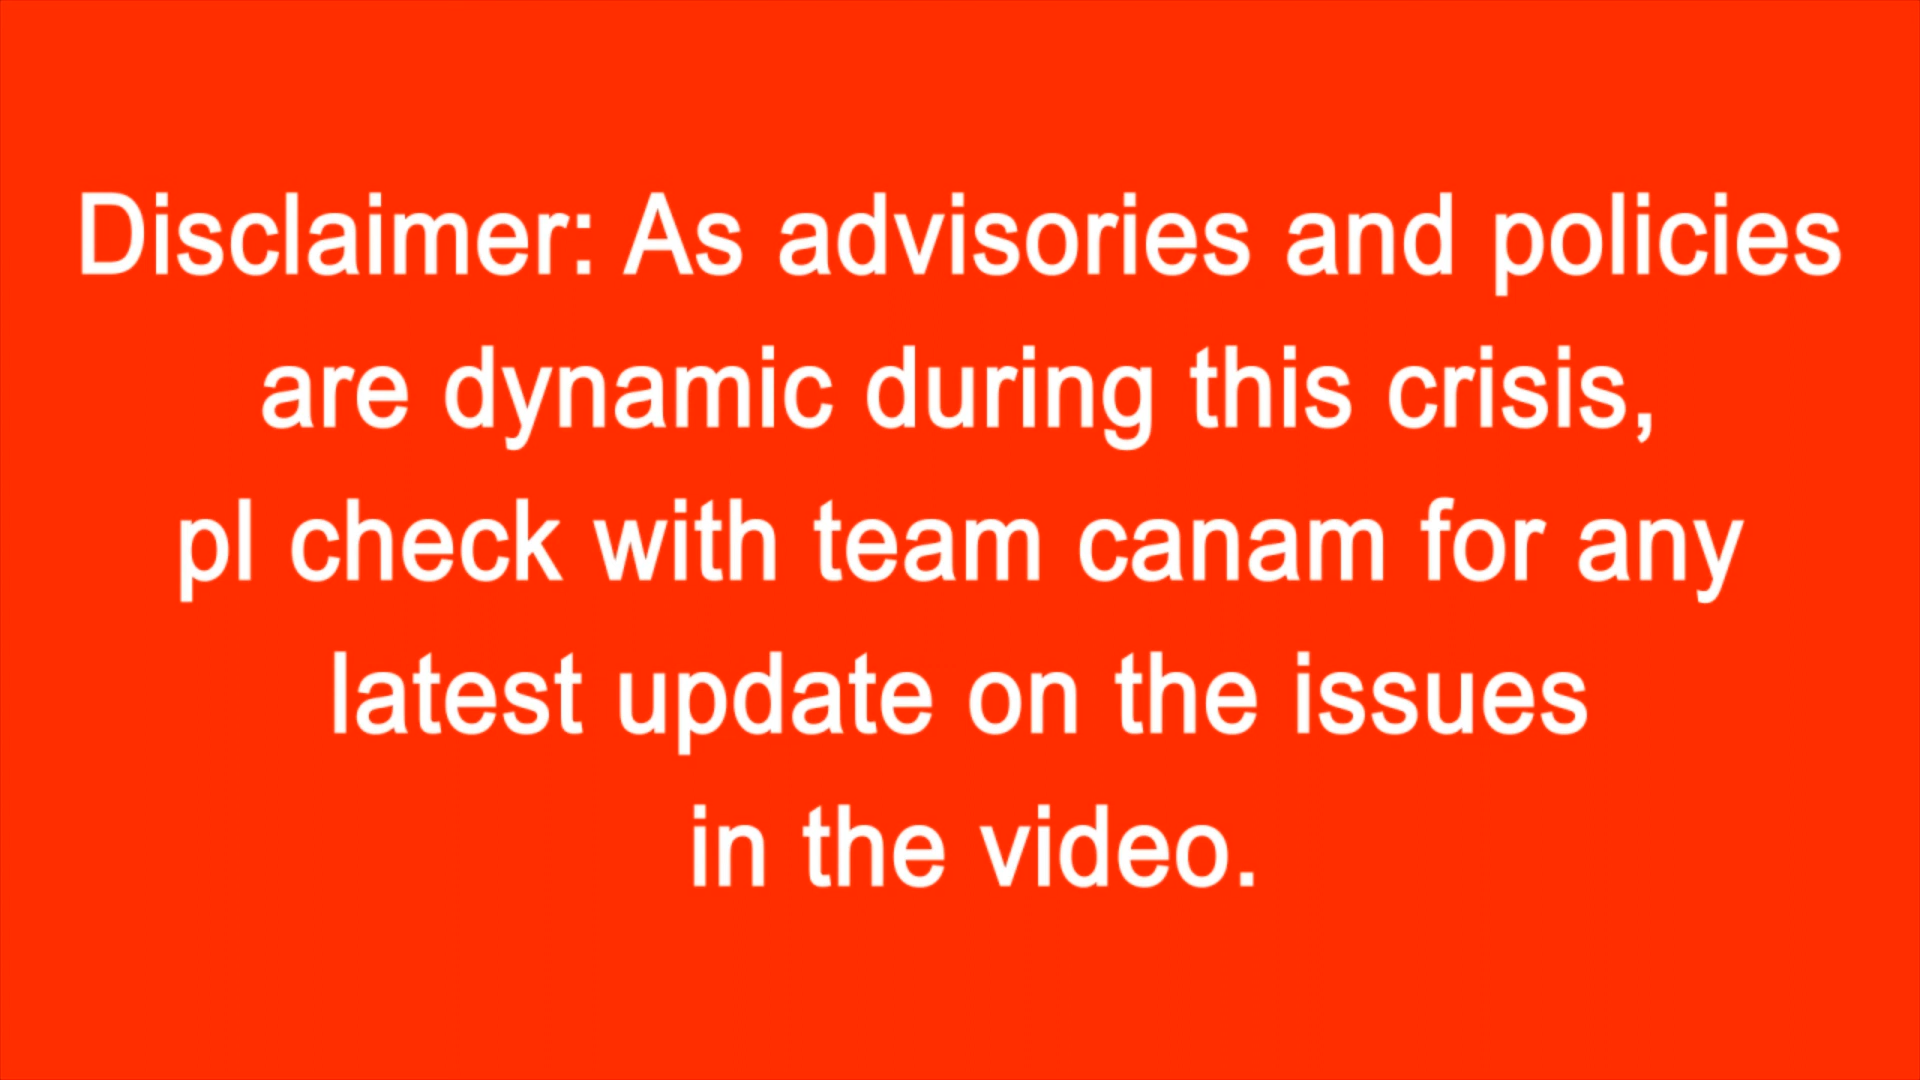 Disclaimer: As advisories and policies
are dynamic during this crisis,
pl check with team canam for any
latest update on the issues
in the video.